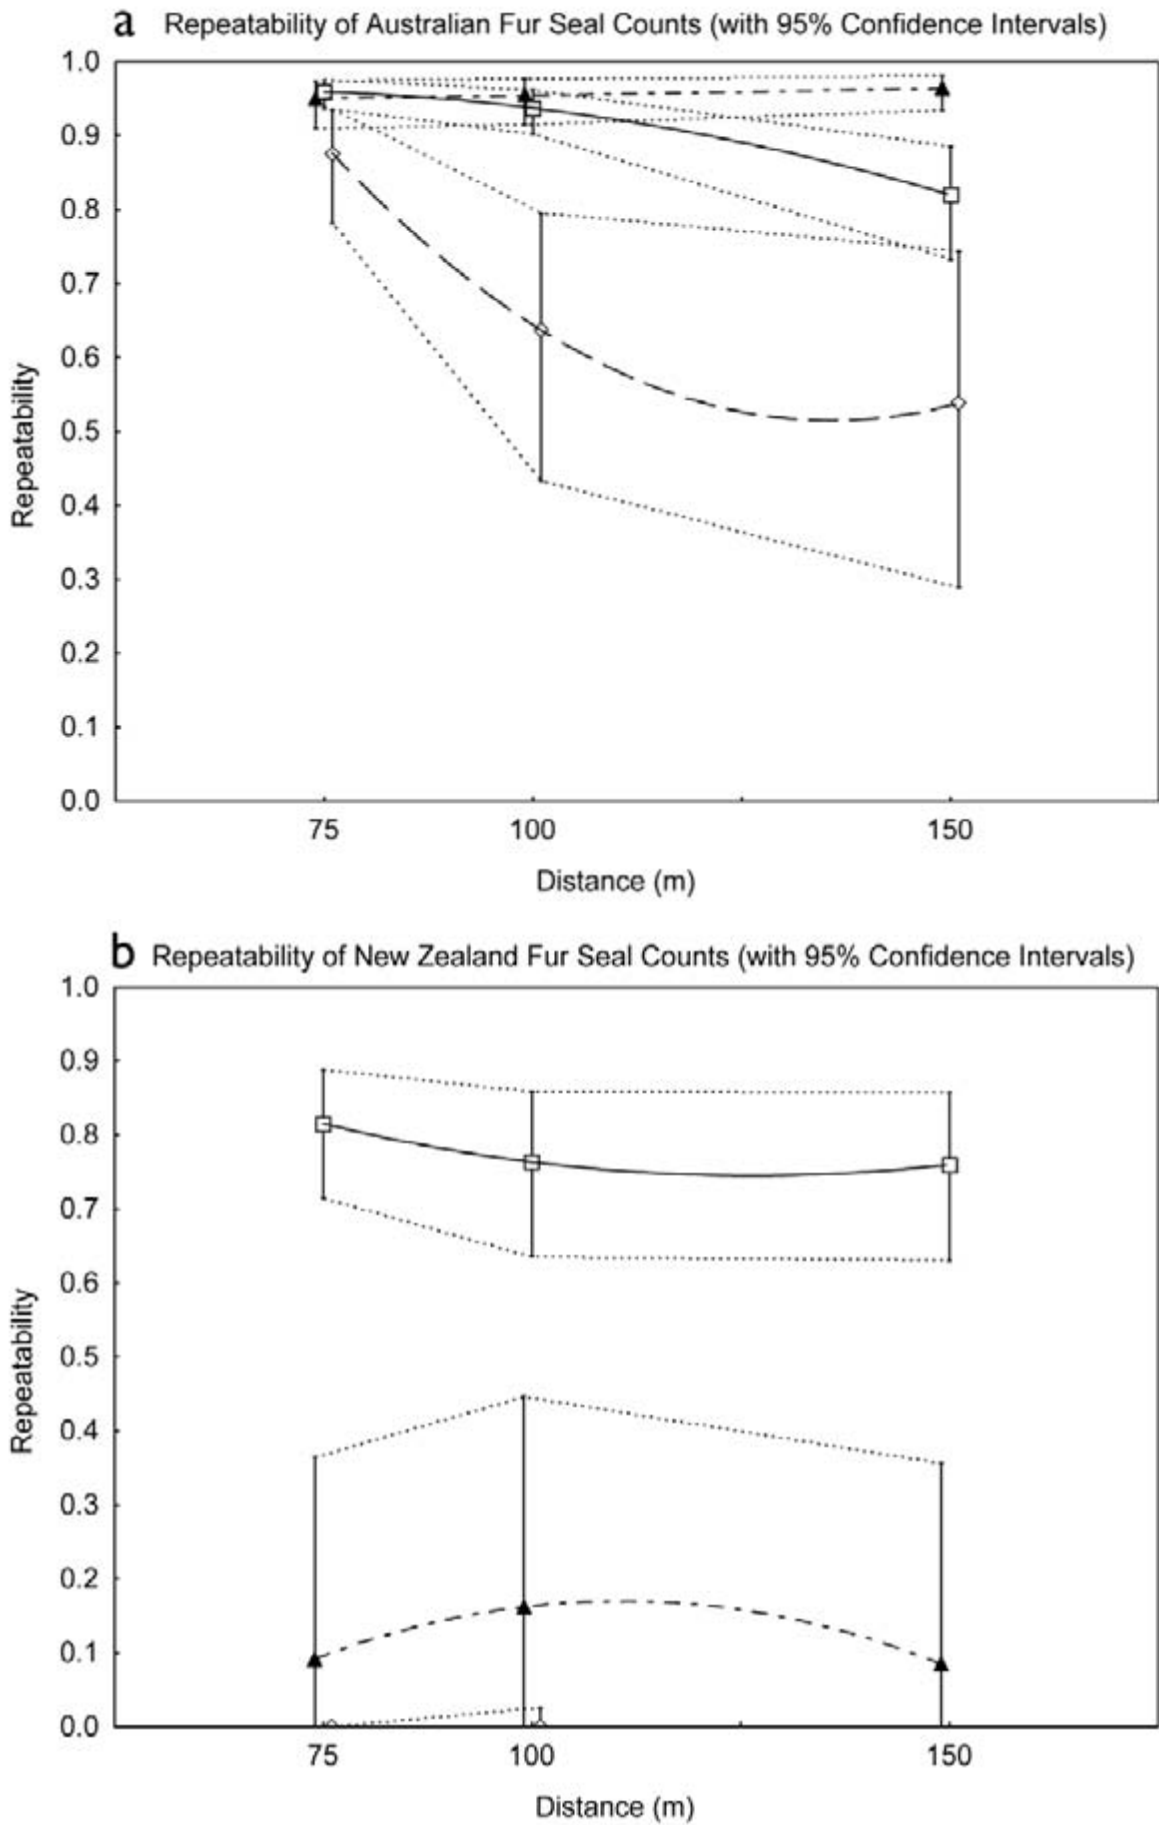 a Repeatability of Australian Fur Seal Counts (with 95% Confidence Intervals)
1.0
0.9
0.8
0.7
0.6
0.5
0.4
0.3
0.2
0.1
0.0
Repeatability
75 100 150
Distance (m)
b Repeatability of New Zealand Fur Seal Counts (with 95% Confidence Intervals)
1.0
0.9
0.8
0.7
0.6
0.5
0.4
0.3
0.2
0.1
0.0
Repeatability
75 100 150
Distance (m)